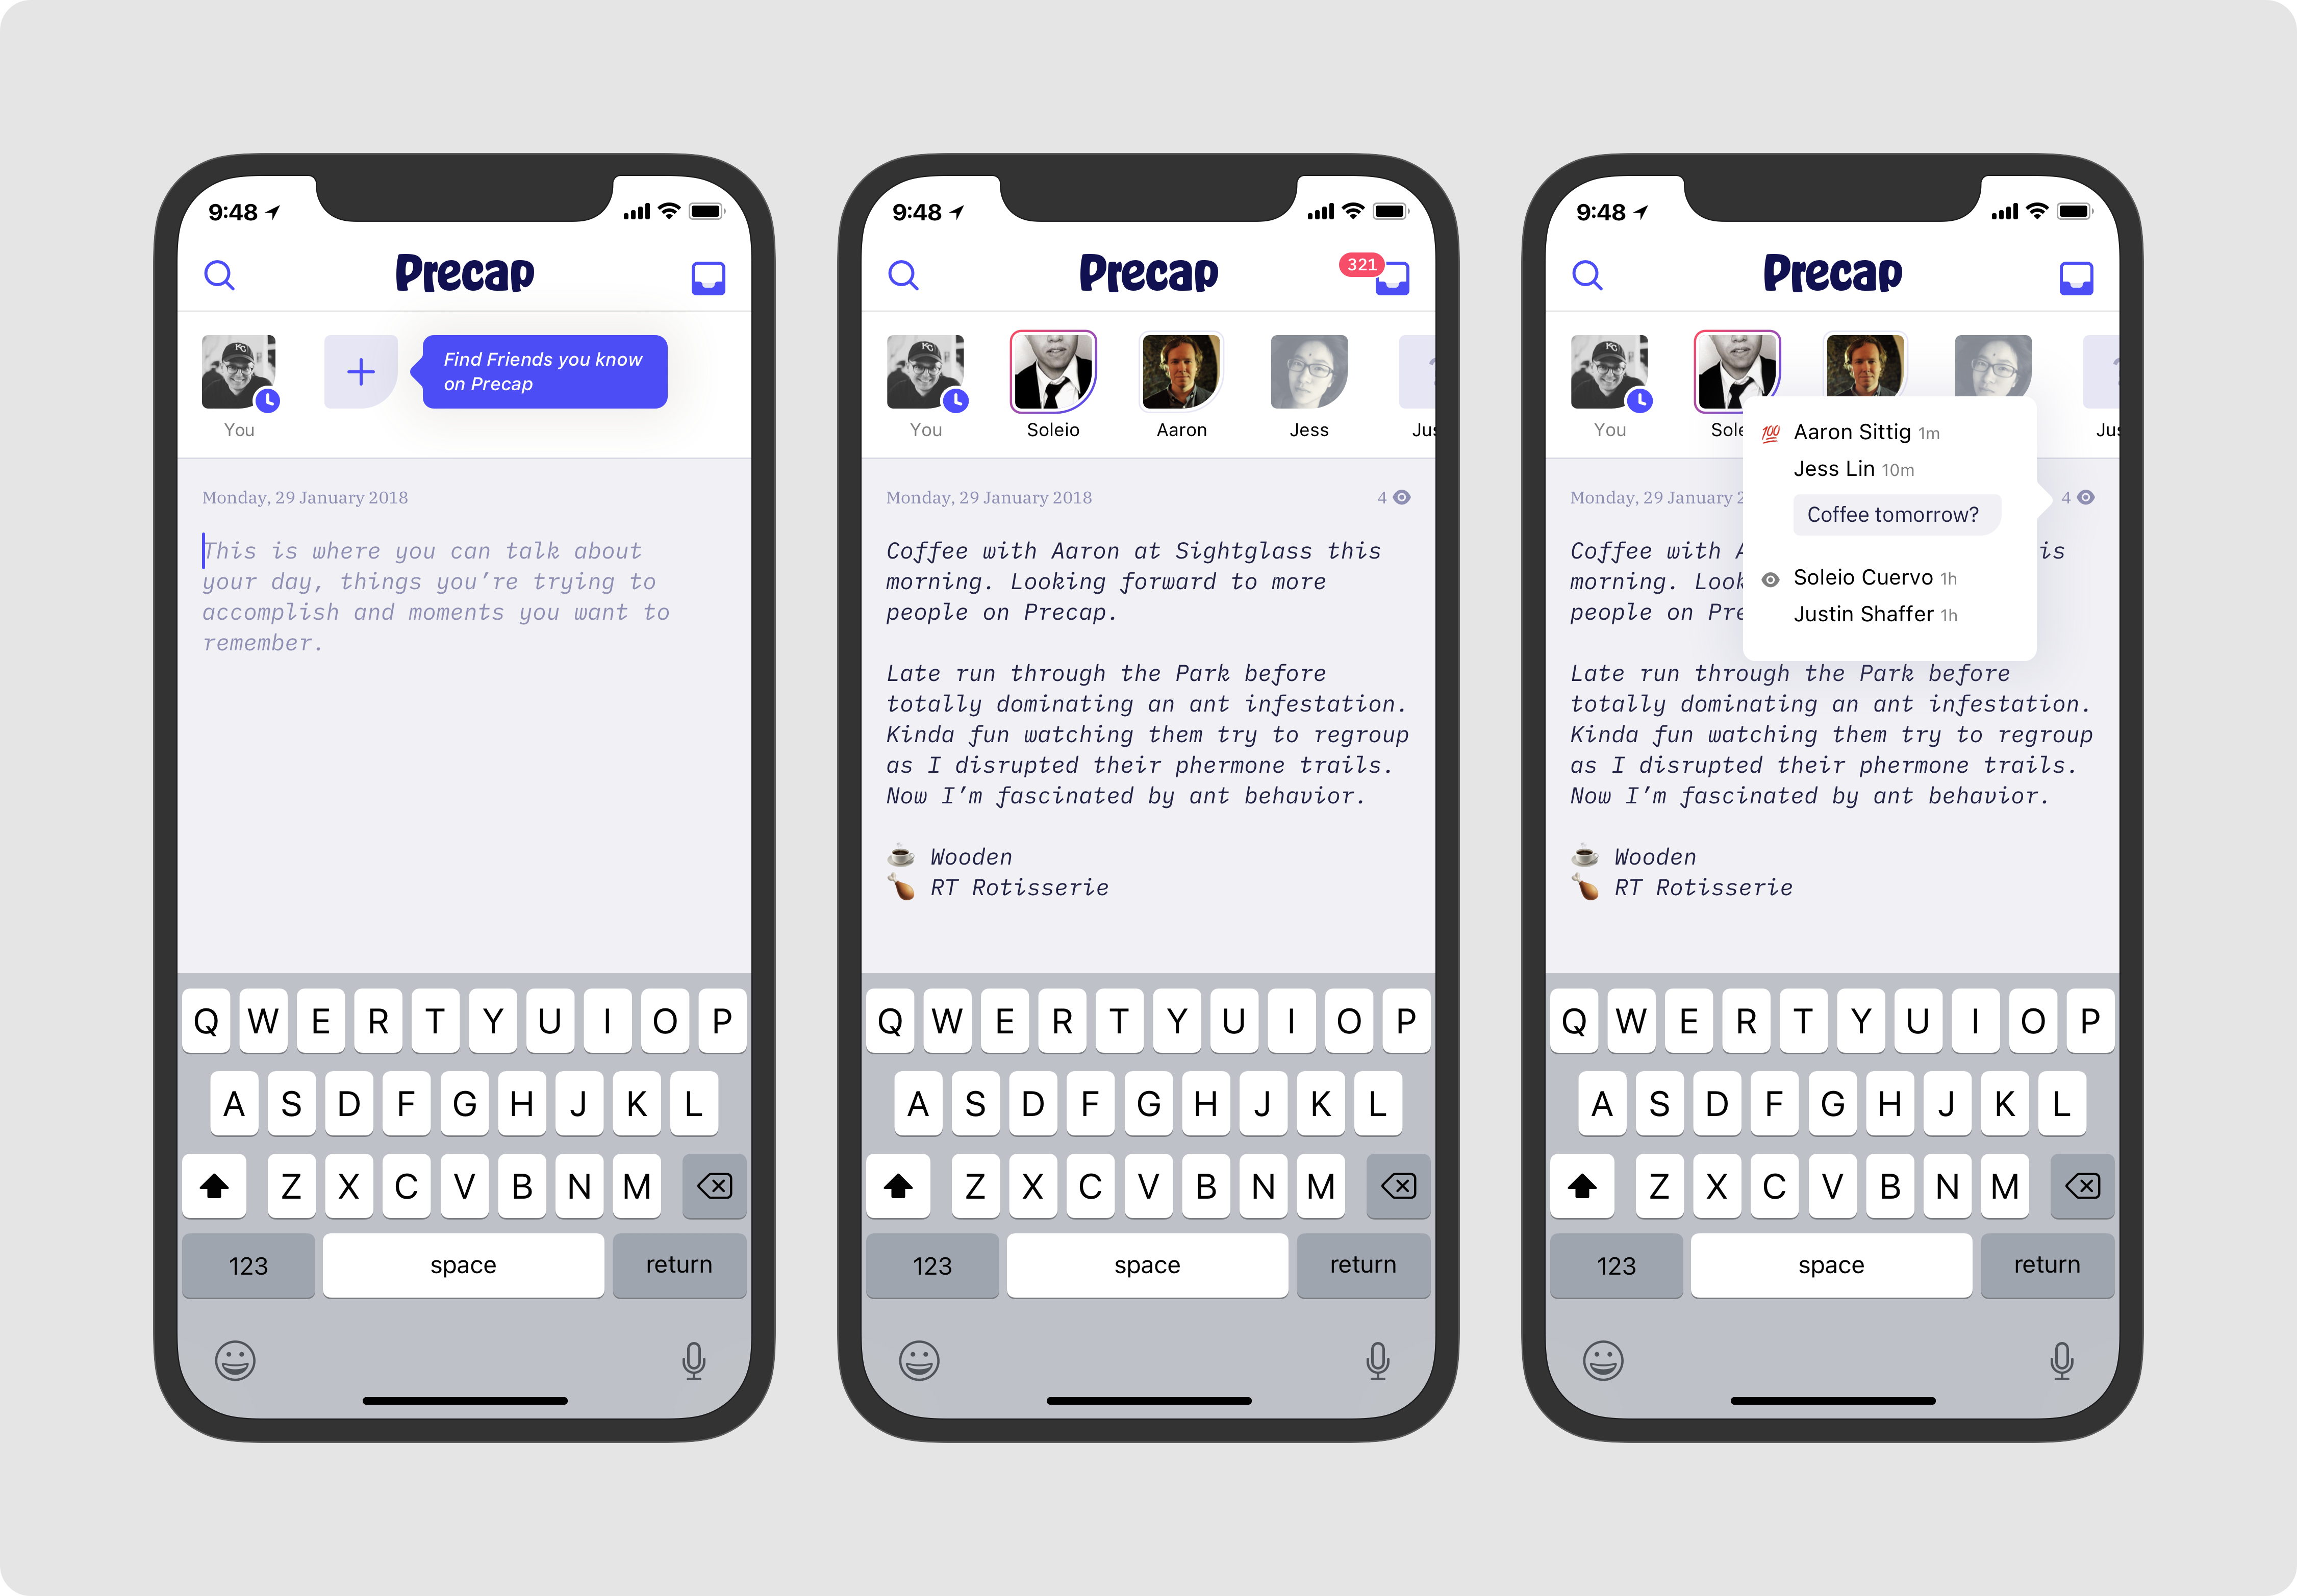 9:48
Precap
You
Find Friends you know
on Precap
Monday, 29 January 2018
This is where you can talk about
your day, things you’re trying to
accomplish and moments you want to
remember.
Q W E R T Y U I O P
A S D F G H J K L
Z X C V B N M
123 space return
9:48
Precap
321
You Soleio Aaron Jess Jus
Monday, 29 January 2018 4
Coffee with Aaron at Sightglass this
morning. Looking forward to more
people on Precap.
Late run through the Park before
totally dominating an ant infestation.
Kinda fun watching them try to regroup
as I disrupted their phermone trails.
Now I’m fascinated by ant behavior.
☕ Wooden
🍗 RT Rotisserie
Q W E R T Y U I O P
A S D F G H J K L
Z X C V B N M
123 space return
9:48
Precap
You Sole Jus
💯 Aaron Sittig 1m
Jess Lin 10m
Coffee tomorrow?
Soleio Cuervo 1h
Justin Shaffer 1h
Monday, 29 January 2 4
Coffee with A is
morning. Look
people on Pre
Late run through the Park before
totally dominating an ant infestation.
Kinda fun watching them try to regroup
as I disrupted their phermone trails.
Now I’m fascinated by ant behavior.
☕ Wooden
🍗 RT Rotisserie
Q W E R T Y U I O P
A S D F G H J K L
Z X C V B N M
123 space return